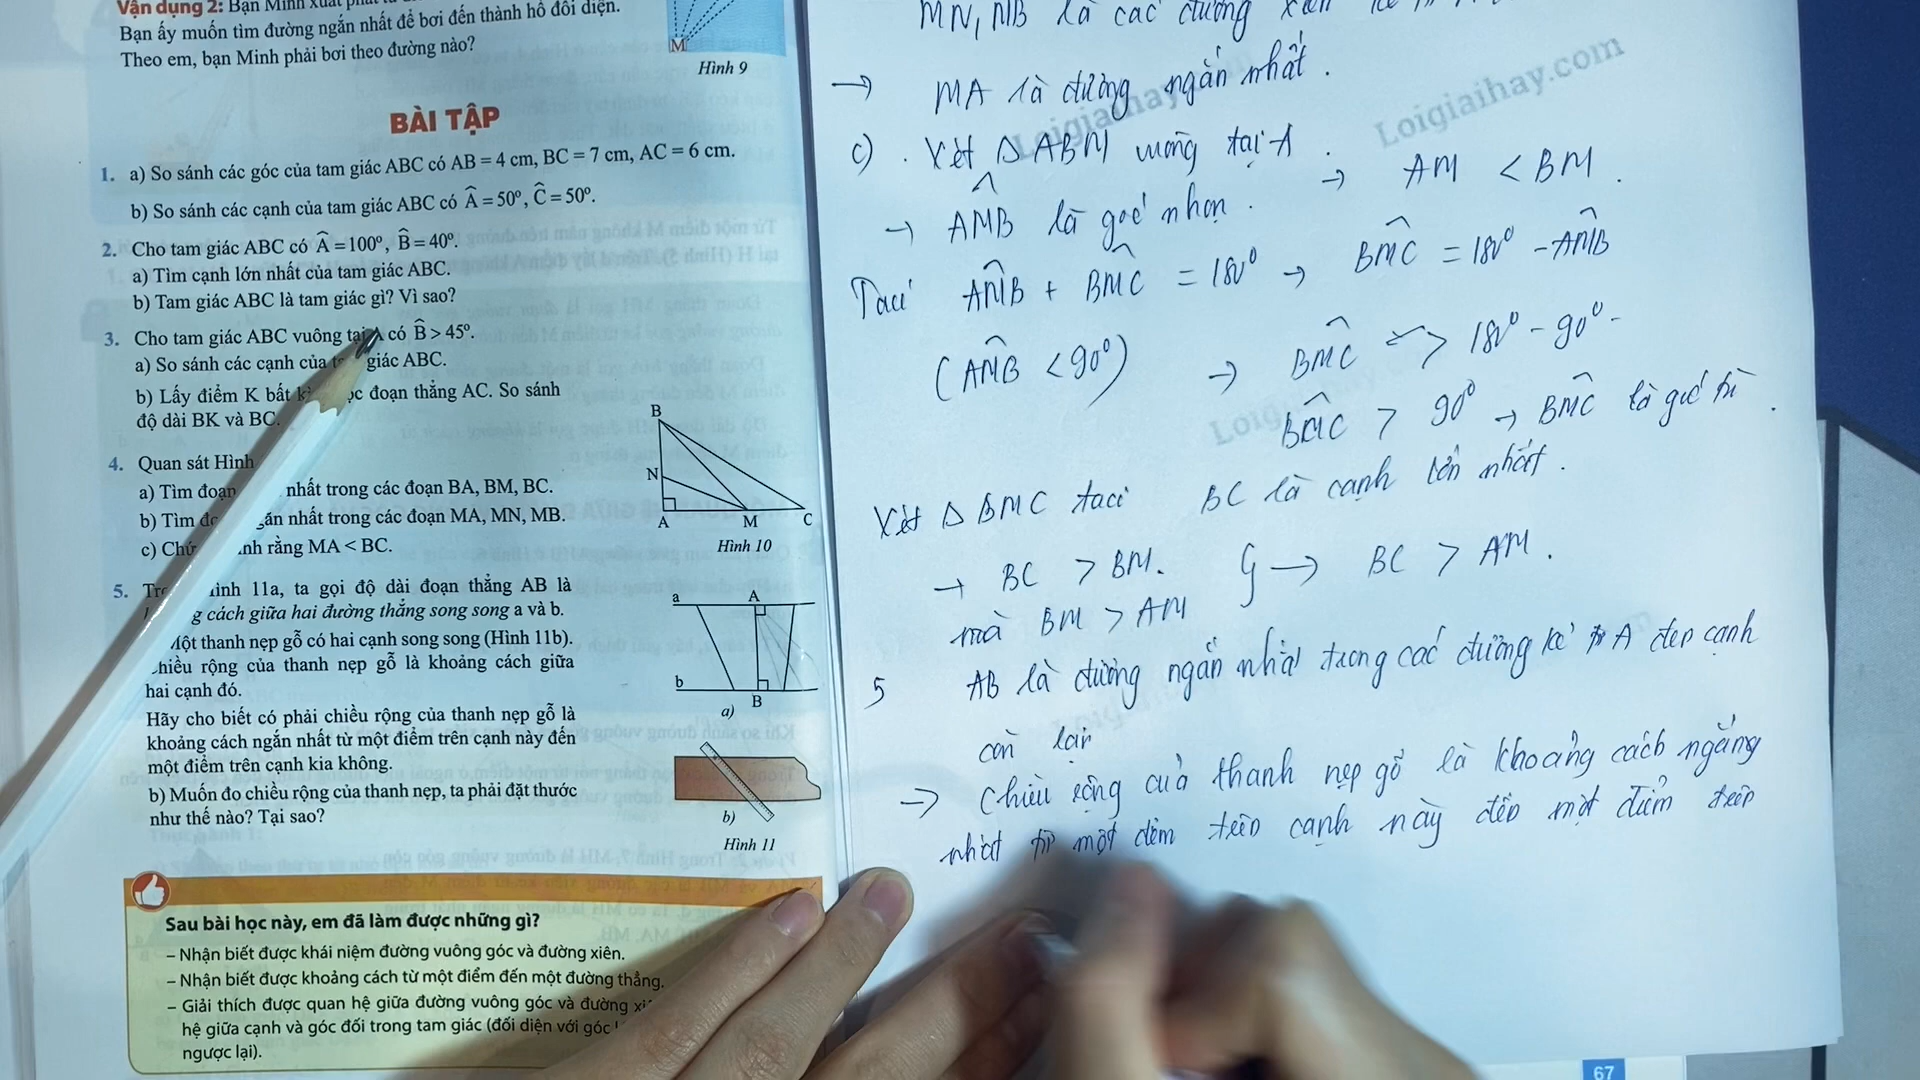 Vận dụng 2: Bạn Minh xuất phát từ
Bạn ấy muốn tìm đường ngắn nhất để bơi đến thành hồ đối diện.
Theo em, bạn Minh phải bơi theo đường nào?
M
Hình 9
BÀI TẬP
1. a) So sánh các góc của tam giác ABC có AB = 4 cm, BC = 7 cm, AC = 6 cm.
b) So sánh các cạnh của tam giác ABC có Â = 50°, Ĉ = 50°.
2. Cho tam giác ABC có Â = 100°, B̂ = 40°.
a) Tìm cạnh lớn nhất của tam giác ABC.
b) Tam giác ABC là tam giác gì? Vì sao?
3. Cho tam giác ABC vuông tại A có B̂ > 45°.
a) So sánh các cạnh của giác ABC.
b) Lấy điểm K bất đoạn thẳng AC. So sánh
độ dài BK và BC.
4. Quan sát Hình
a) Tìm đoạn nhất trong các đoạn BA, BM, BC.
b) Tìm ngắn nhất trong các đoạn MA, MN, MB.
c) rằng MA < BC.
B
N
A
M
C
Hình 10
5. hình 11a, ta gọi độ dài đoạn thẳng AB là
cách giữa hai đường thẳng song song a và b.
Một thanh nẹp gỗ có hai cạnh song song (Hình 11b).
Chiều rộng của thanh nẹp gỗ là khoảng cách giữa
hai cạnh đó.
Hãy cho biết có phải chiều rộng của thanh nẹp gỗ là
khoảng cách ngắn nhất từ một điểm trên cạnh này đến
một điểm trên cạnh kia không.
b) Muốn đo chiều rộng của thanh nẹp, ta phải đặt thước
như thế nào? Tại sao?
a
A
b
B
a)
b)
Hình 11
Sau bài học này, em đã làm được những gì?
– Nhận biết được khái niệm đường vuông góc và đường xiên.
– Nhận biết được khoảng cách từ một điểm đến một đường thẳng.
– Giải thích được quan hệ giữa đường vuông góc và đường
hệ giữa cạnh và góc đối trong tam giác (đối diện với góc
ngược lại).
MN, MB là các đường
→ MA là đường ngắn nhất.
c) . Xét Δ ABM vuông tại A.
→ AMB là góc nhọn. → AM < BM.
Ta có AMB + BMC = 180° → BMC = 180° - AMB
(AMB < 90°) → BMC > 180° - 90°
BMC > 90° → BMC là góc tù.
Xét Δ BMC ta có BC là cạnh lớn nhất.
→ BC > BM.
mà BM > AM
→ BC > AM.
5 AB là đường ngắn nhất trong các đường kẻ từ A đến cạnh
còn lại
→ Chiều rộng của thanh nẹp gỗ là khoảng cách ngắng
nhất từ một điểm trên cạnh này đến một điểm trên
Loigiaihay.com
67